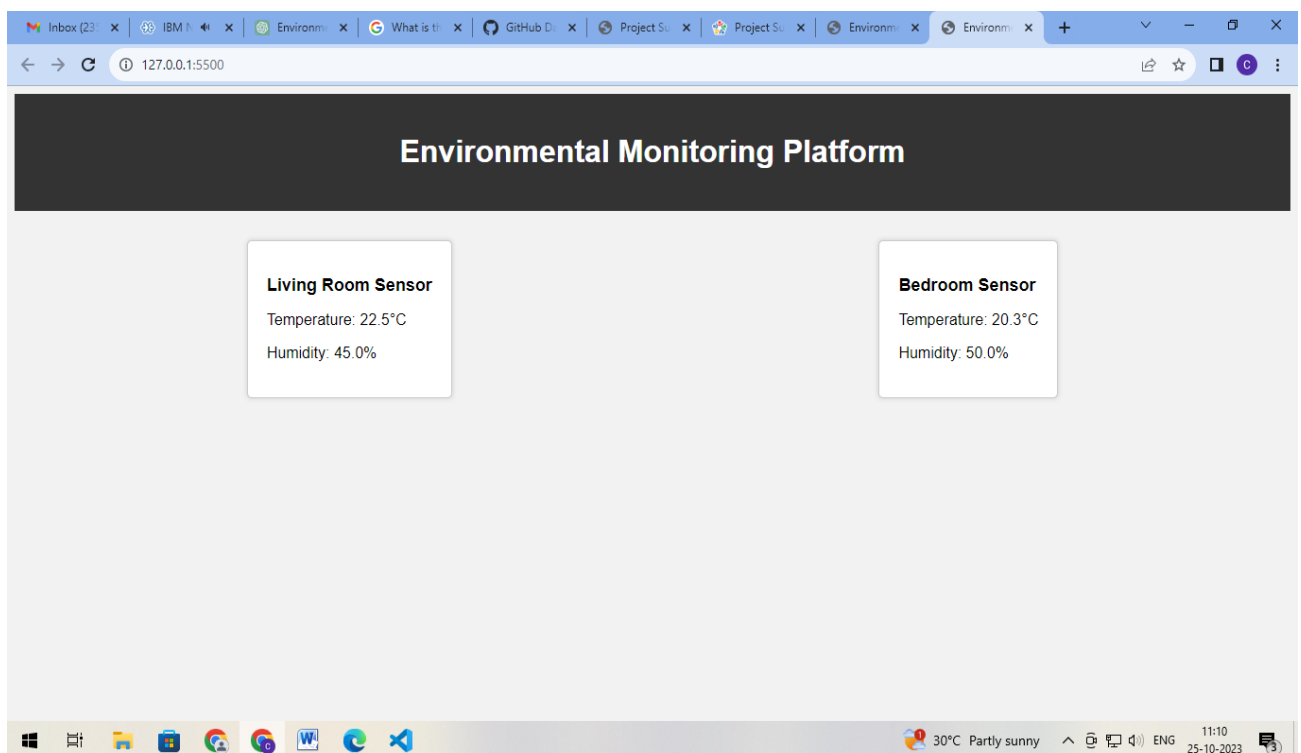 Inbox (23 IBM N Environm What is th GitHub De Project Su Project Su Environm Environm
127.0.0.1:5500
C
Environmental Monitoring Platform
Living Room Sensor
Temperature: 22.5°C
Humidity: 45.0%
Bedroom Sensor
Temperature: 20.3°C
Humidity: 50.0%
30°C Partly sunny ENG 11:10
25-10-2023